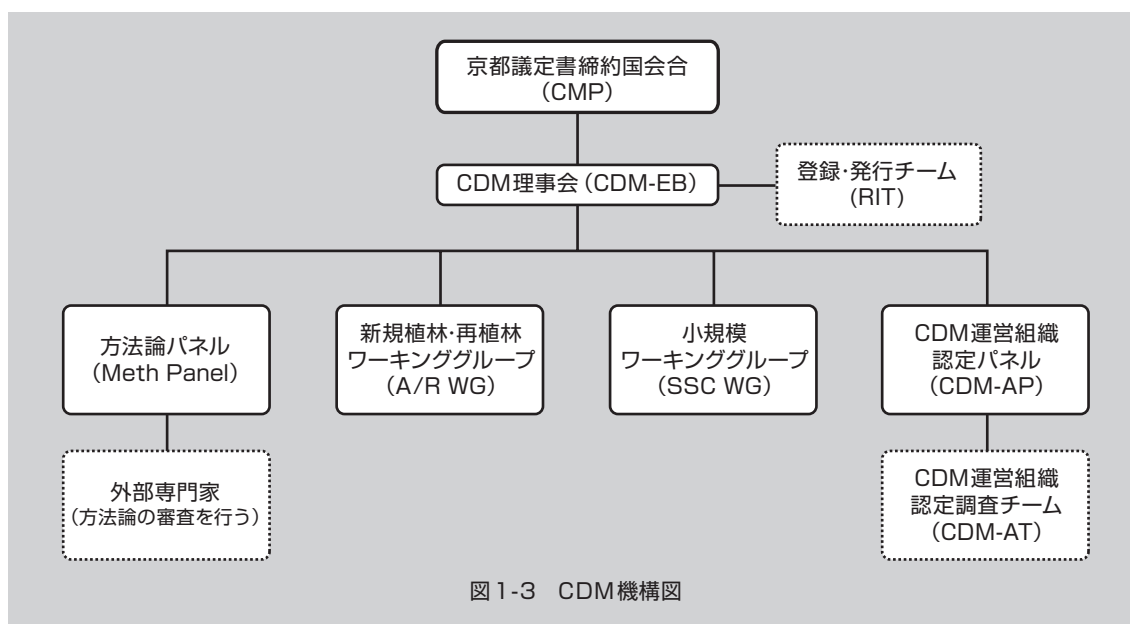 京都議定書締約国会合
(CMP)
CDM理事会(CDM-EB)
登録・発行チーム
(RIT)
方法論パネル
(Meth Panel)
新規植林・再植林
ワーキンググループ
(A/R WG)
小規模
ワーキンググループ
(SSC WG)
CDM運営組織
認定パネル
(CDM-AP)
外部専門家
(方法論の審査を行う)
CDM運営組織
認定調査チーム
(CDM-AT)
図1-3 CDM機構図